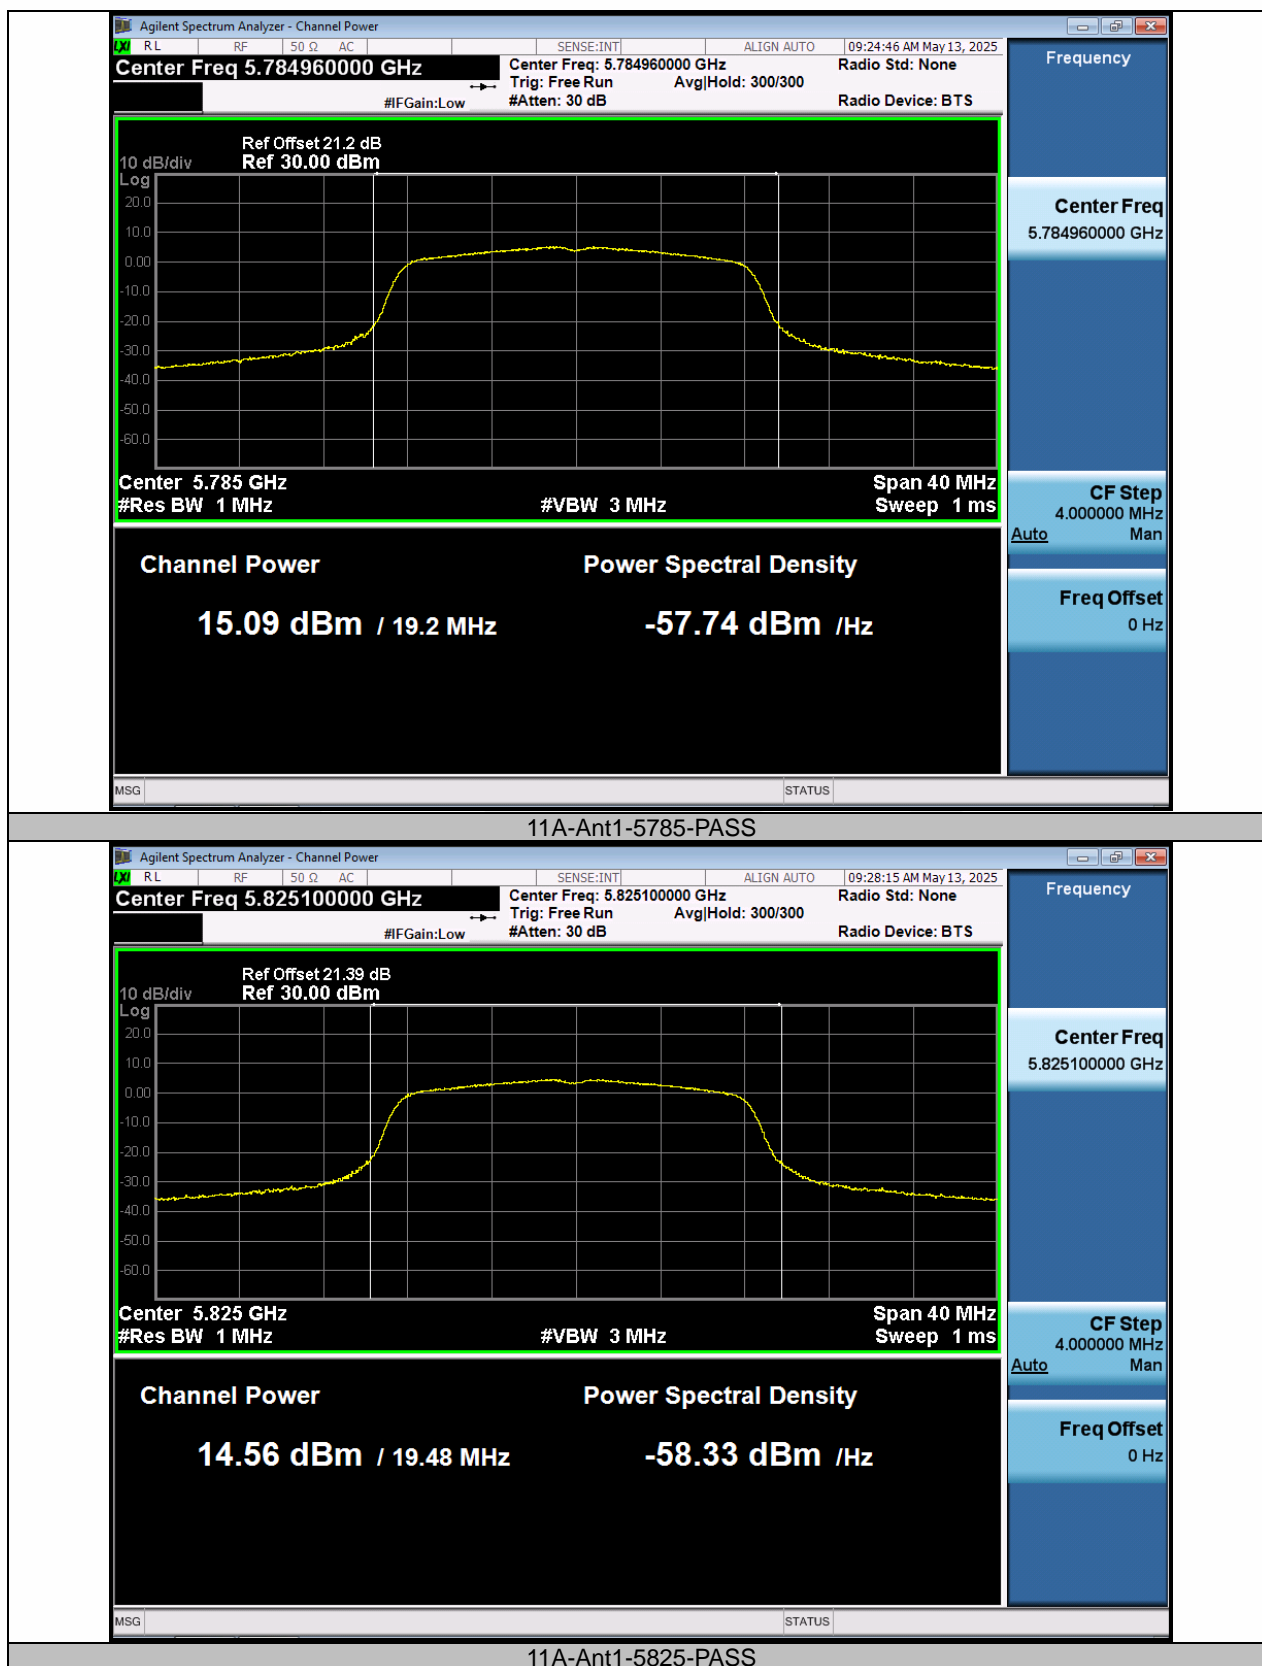 Agilent Spectrum Analyzer - Channel Power
LXI RL RF 50 Ω AC SENSE:INT ALIGN AUTO 09:24:46 AM May 13, 2025
Center Freq 5.784960000 GHz
Center Freq: 5.784960000 GHz
Radio Std: None
Trig: Free Run Avg|Hold: 300/300
#IFGain:Low #Atten: 30 dB Radio Device: BTS
Frequency
Ref Offset 21.2 dB
10 dB/div Ref 30.00 dBm
Log
20.0
10.0
0.00
-10.0
-20.0
-30.0
-40.0
-50.0
-60.0
Center Freq
5.784960000 GHz
Center 5.785 GHz Span 40 MHz
#Res BW 1 MHz #VBW 3 MHz Sweep 1 ms
CF Step
4.000000 MHz
Auto Man
Channel Power Power Spectral Density
15.09 dBm / 19.2 MHz -57.74 dBm /Hz
Freq Offset
0 Hz
MSG STATUS
11A-Ant1-5785-PASS
Agilent Spectrum Analyzer - Channel Power
LXI RL RF 50 Ω AC SENSE:INT ALIGN AUTO 09:28:15 AM May 13, 2025
Center Freq 5.825100000 GHz
Center Freq: 5.825100000 GHz
Radio Std: None
Trig: Free Run Avg|Hold: 300/300
#IFGain:Low #Atten: 30 dB Radio Device: BTS
Frequency
Ref Offset 21.39 dB
10 dB/div Ref 30.00 dBm
Log
20.0
10.0
0.00
-10.0
-20.0
-30.0
-40.0
-50.0
-60.0
Center Freq
5.825100000 GHz
Center 5.825 GHz Span 40 MHz
#Res BW 1 MHz #VBW 3 MHz Sweep 1 ms
CF Step
4.000000 MHz
Auto Man
Channel Power Power Spectral Density
14.56 dBm / 19.48 MHz -58.33 dBm /Hz
Freq Offset
0 Hz
MSG STATUS
11A-Ant1-5825-PASS